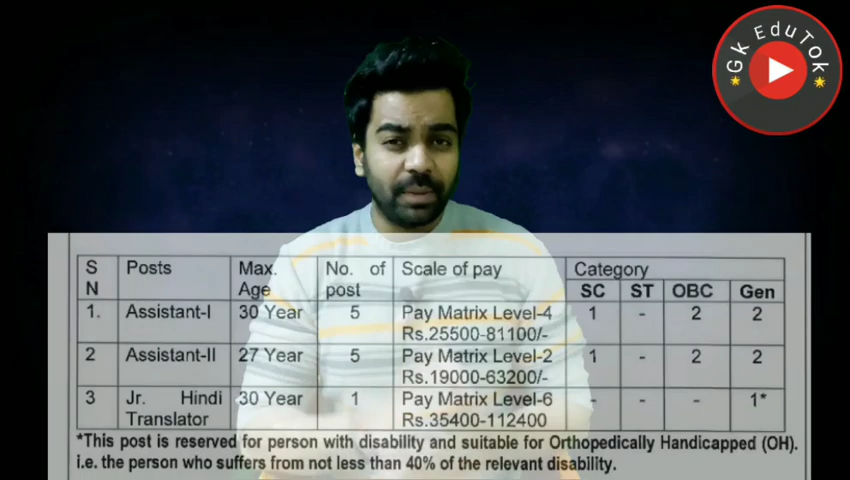 Gk EduTok
S N Posts Max. Age No. of post Scale of pay Category
SC ST OBC Gen
1. Assistant-I 30 Year 5 Pay Matrix Level-4 1 - 2 2
Rs.25500-81100/-
2 Assistant-II 27 Year 5 Pay Matrix Level-2 1 - 2 2
Rs.19000-63200/-
3 Jr. Hindi 30 Year 1 Pay Matrix Level-6 - - - 1*
Translator Rs.35400-112400
*This post is reserved for person with disability and suitable for Orthopedically Handicapped (OH).
i.e. the person who suffers from not less than 40% of the relevant disability.